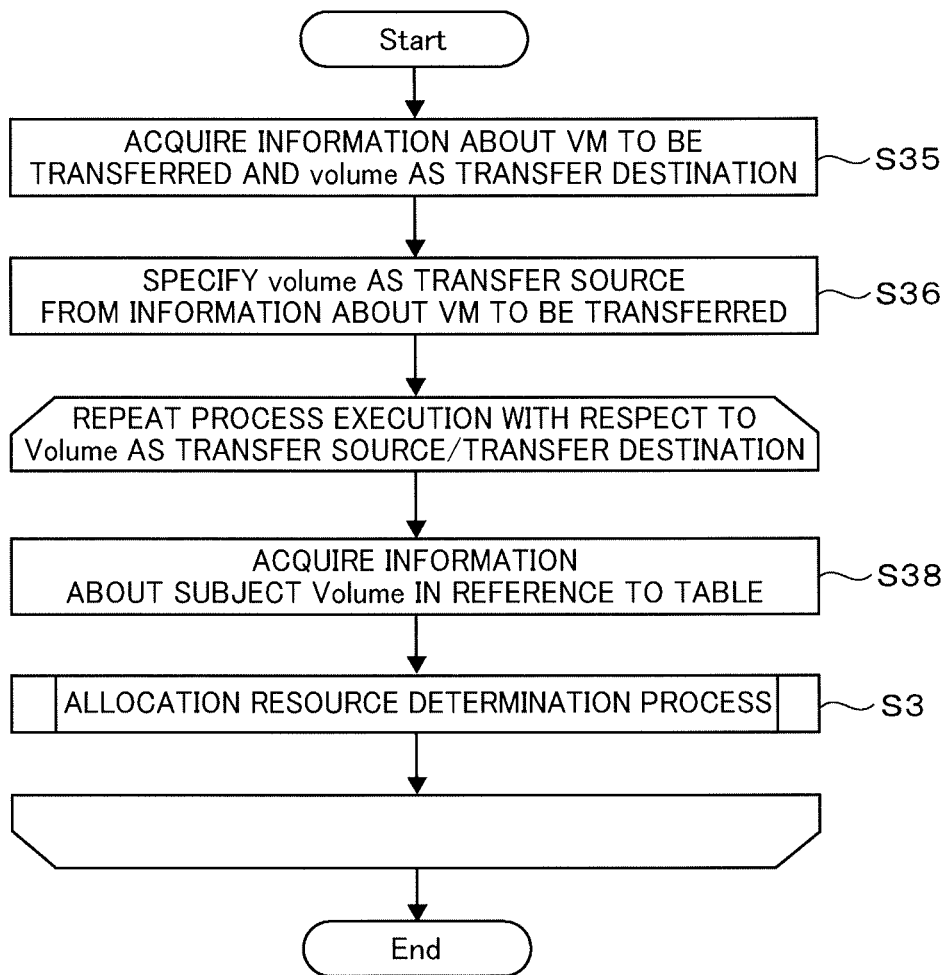 Start
ACQUIRE INFORMATION ABOUT VM TO BE
TRANSFERRED AND volume AS TRANSFER DESTINATION
S35
SPECIFY volume AS TRANSFER SOURCE
FROM INFORMATION ABOUT VM TO BE TRANSFERRED
S36
REPEAT PROCESS EXECUTION WITH RESPECT TO
Volume AS TRANSFER SOURCE/TRANSFER DESTINATION
ACQUIRE INFORMATION
ABOUT SUBJECT Volume IN REFERENCE TO TABLE
S38
ALLOCATION RESOURCE DETERMINATION PROCESS
S3
End